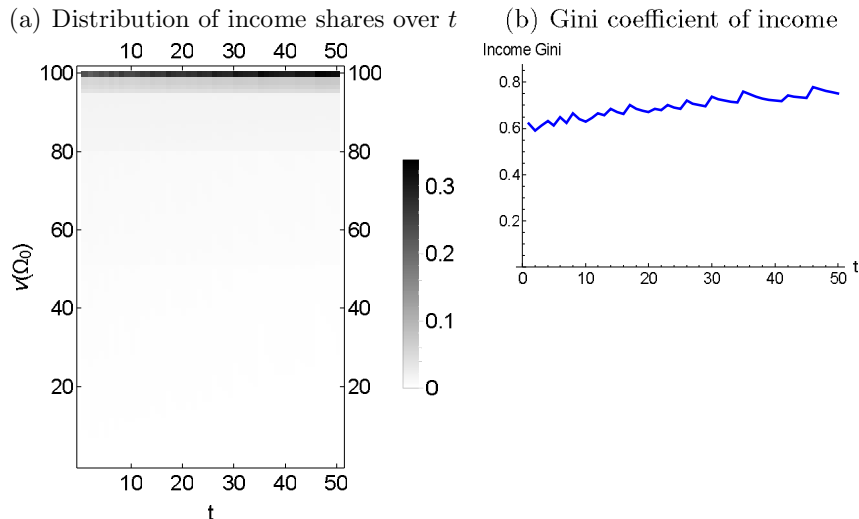 (a) Distribution of income shares over t
10 20 30 40 50
100 100
80 80
60 60
40 40
20 20
ν(Ω₀)
10 20 30 40 50
t
0.3
0.2
0.1
0
(b) Gini coefficient of income
Income Gini
0.8
0.6
0.4
0.2
0 10 20 30 40 50
t